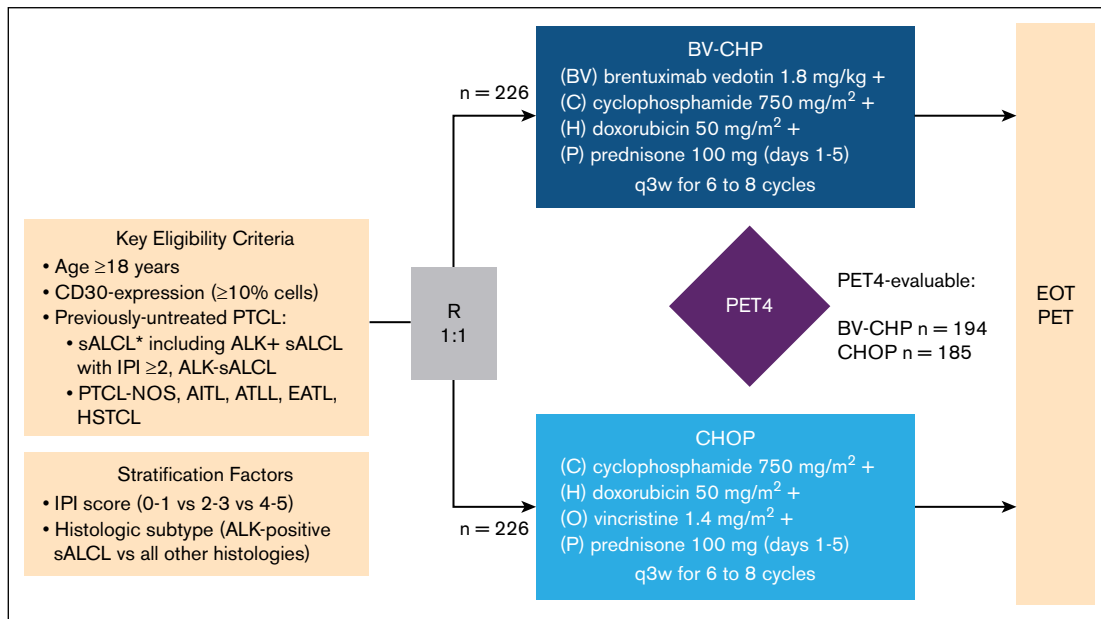 Key Eligibility Criteria
• Age ≥18 years
• CD30-expression (≥10% cells)
• Previously-untreated PTCL:
• sALCL* including ALK+ sALCL
with IPI ≥2, ALK-sALCL
• PTCL-NOS, AITL, ATLL, EATL,
HSTCL
Stratification Factors
• IPI score (0-1 vs 2-3 vs 4-5)
• Histologic subtype (ALK-positive
sALCL vs all other histologies)
R
1:1
n = 226
BV-CHP
(BV) brentuximab vedotin 1.8 mg/kg +
(C) cyclophosphamide 750 mg/m² +
(H) doxorubicin 50 mg/m² +
(P) prednisone 100 mg (days 1-5)
q3w for 6 to 8 cycles
PET4
PET4-evaluable:
BV-CHP n = 194
CHOP n = 185
n = 226
CHOP
(C) cyclophosphamide 750 mg/m² +
(H) doxorubicin 50 mg/m² +
(O) vincristine 1.4 mg/m² +
(P) prednisone 100 mg (days 1-5)
q3w for 6 to 8 cycles
EOT
PET